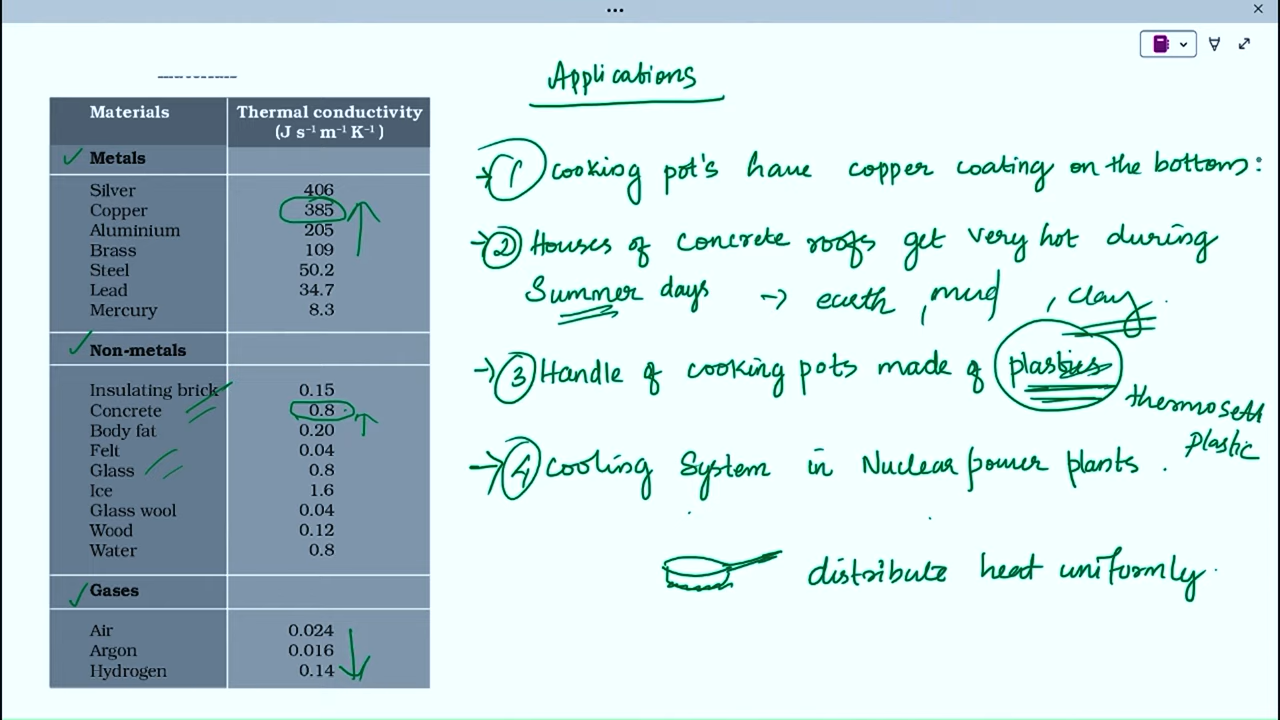 Materials Thermal conductivity
(J s⁻¹ m⁻¹ K⁻¹)
Metals
Silver 406
Copper 385
Aluminium 205
Brass 109
Steel 50.2
Lead 34.7
Mercury 8.3
Non-metals
Insulating brick 0.15
Concrete 0.8
Body fat 0.20
Felt 0.04
Glass 0.8
Ice 1.6
Glass wool 0.04
Wood 0.12
Water 0.8
Gases
Air 0.024
Argon 0.016
Hydrogen 0.14
Applications
→ 1 Cooking pot's have copper coating on the bottom:
→ 2 Houses of concrete roofs get very hot during
Summer days → earth, mud, clay.
→ 3 Handle of cooking pots made of plastics
thermosett
plastic
→ 4 Cooling System in Nuclear power plants.
distribute heat uniformly.